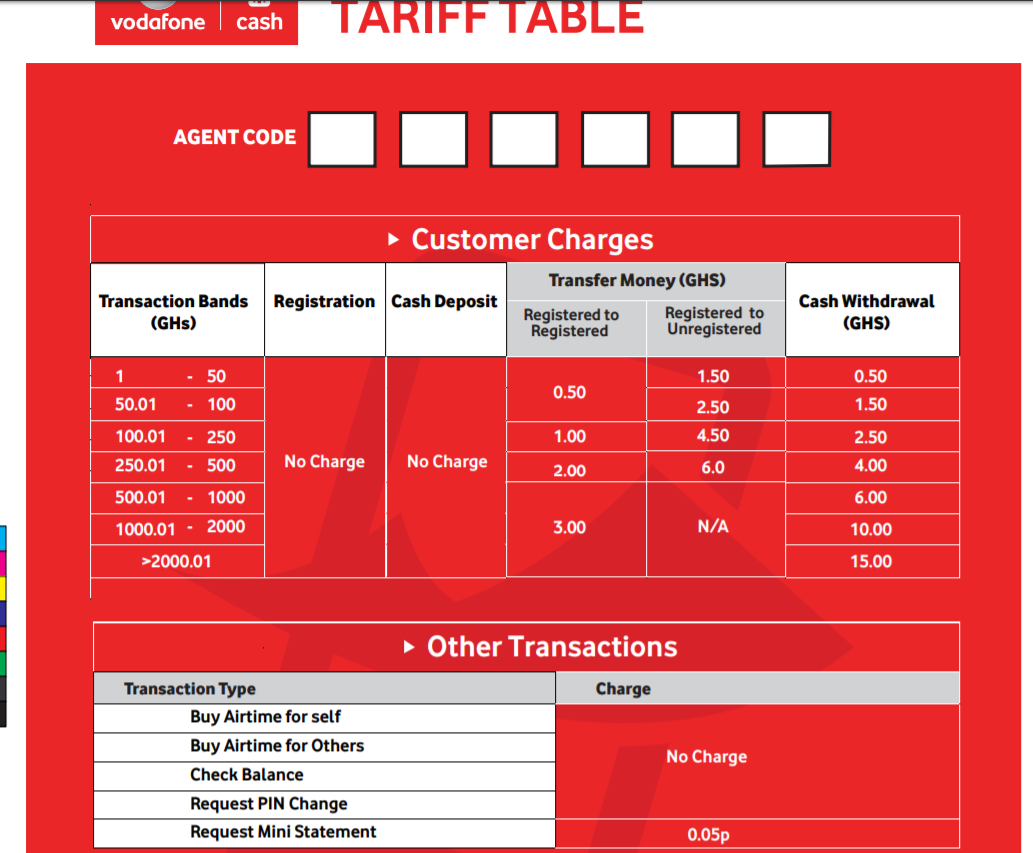 vodafone cash TARIFF TABLE
AGENT CODE
Customer Charges
Transaction Bands (GHs) Registration Cash Deposit Transfer Money (GHS) Cash Withdrawal (GHS)
Registered to Registered Registered to Unregistered
1 - 50 No Charge No Charge 0.50 1.50 0.50
50.01 - 100 2.50 1.50
100.01 - 250 1.00 4.50 2.50
250.01 - 500 2.00 6.0 4.00
500.01 - 1000 3.00 N/A 6.00
1000.01 - 2000 10.00
>2000.01 15.00
Other Transactions
Transaction Type Charge
Buy Airtime for self No Charge
Buy Airtime for Others
Check Balance
Request PIN Change
Request Mini Statement 0.05p